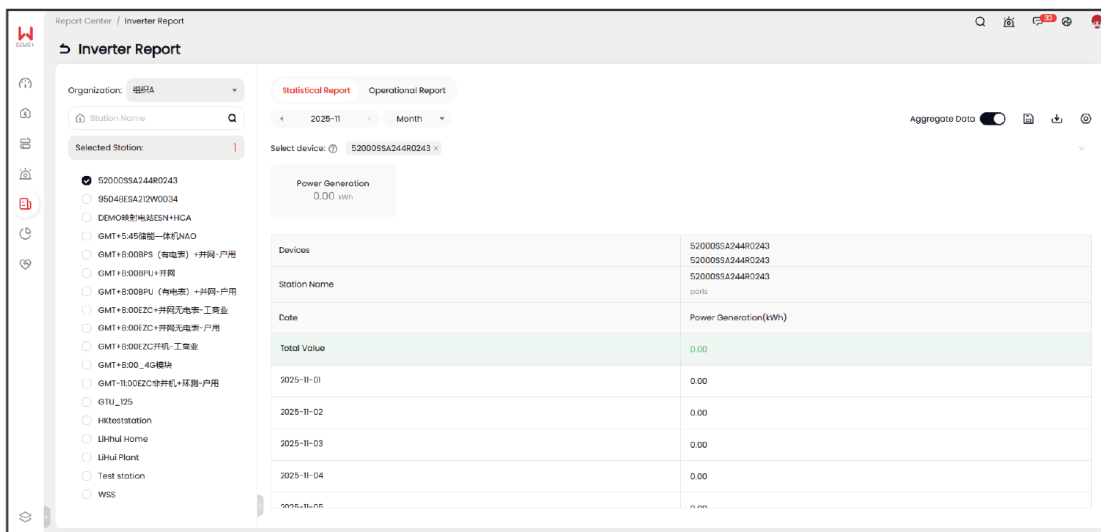 Report Center / Inverter Report
33
SEMS+
Inverter Report
Organization: 组织A
Station Name
Selected Station: 1
52000SSA244R0243
95048ESA212W0034
DEMO映射电站ESN+HCA
GMT+5:45储能一体机NAO
GMT+8:00BPS（有电表）+并网-户用
GMT+8:00BPU+并网
GMT+8:00BPU（有电表）+并网-户用
GMT+8:00EZC+并网无电表-工商业
GMT+8:00EZC+并网无电表-户用
GMT+8:00EZC并机-工商业
GMT+8:00_4G模块
GMT-11:00EZC非并机+环测-户用
GTU_125
HKteststation
LiHhui Home
LiHui Plant
Test station
WSS
Statistical Report Operational Report
2025-11 Month
Aggregate Data
Select device: 52000SSA244R0243 ×
Power Generation
0.00 kWh
Devices 52000SSA244R0243
52000SSA244R0243
Station Name 52000SSA244R0243
paris
Date Power Generation(kWh)
Total Value 0.00
2025-11-01 0.00
2025-11-02 0.00
2025-11-03 0.00
2025-11-04 0.00
2025-11-05 0.00